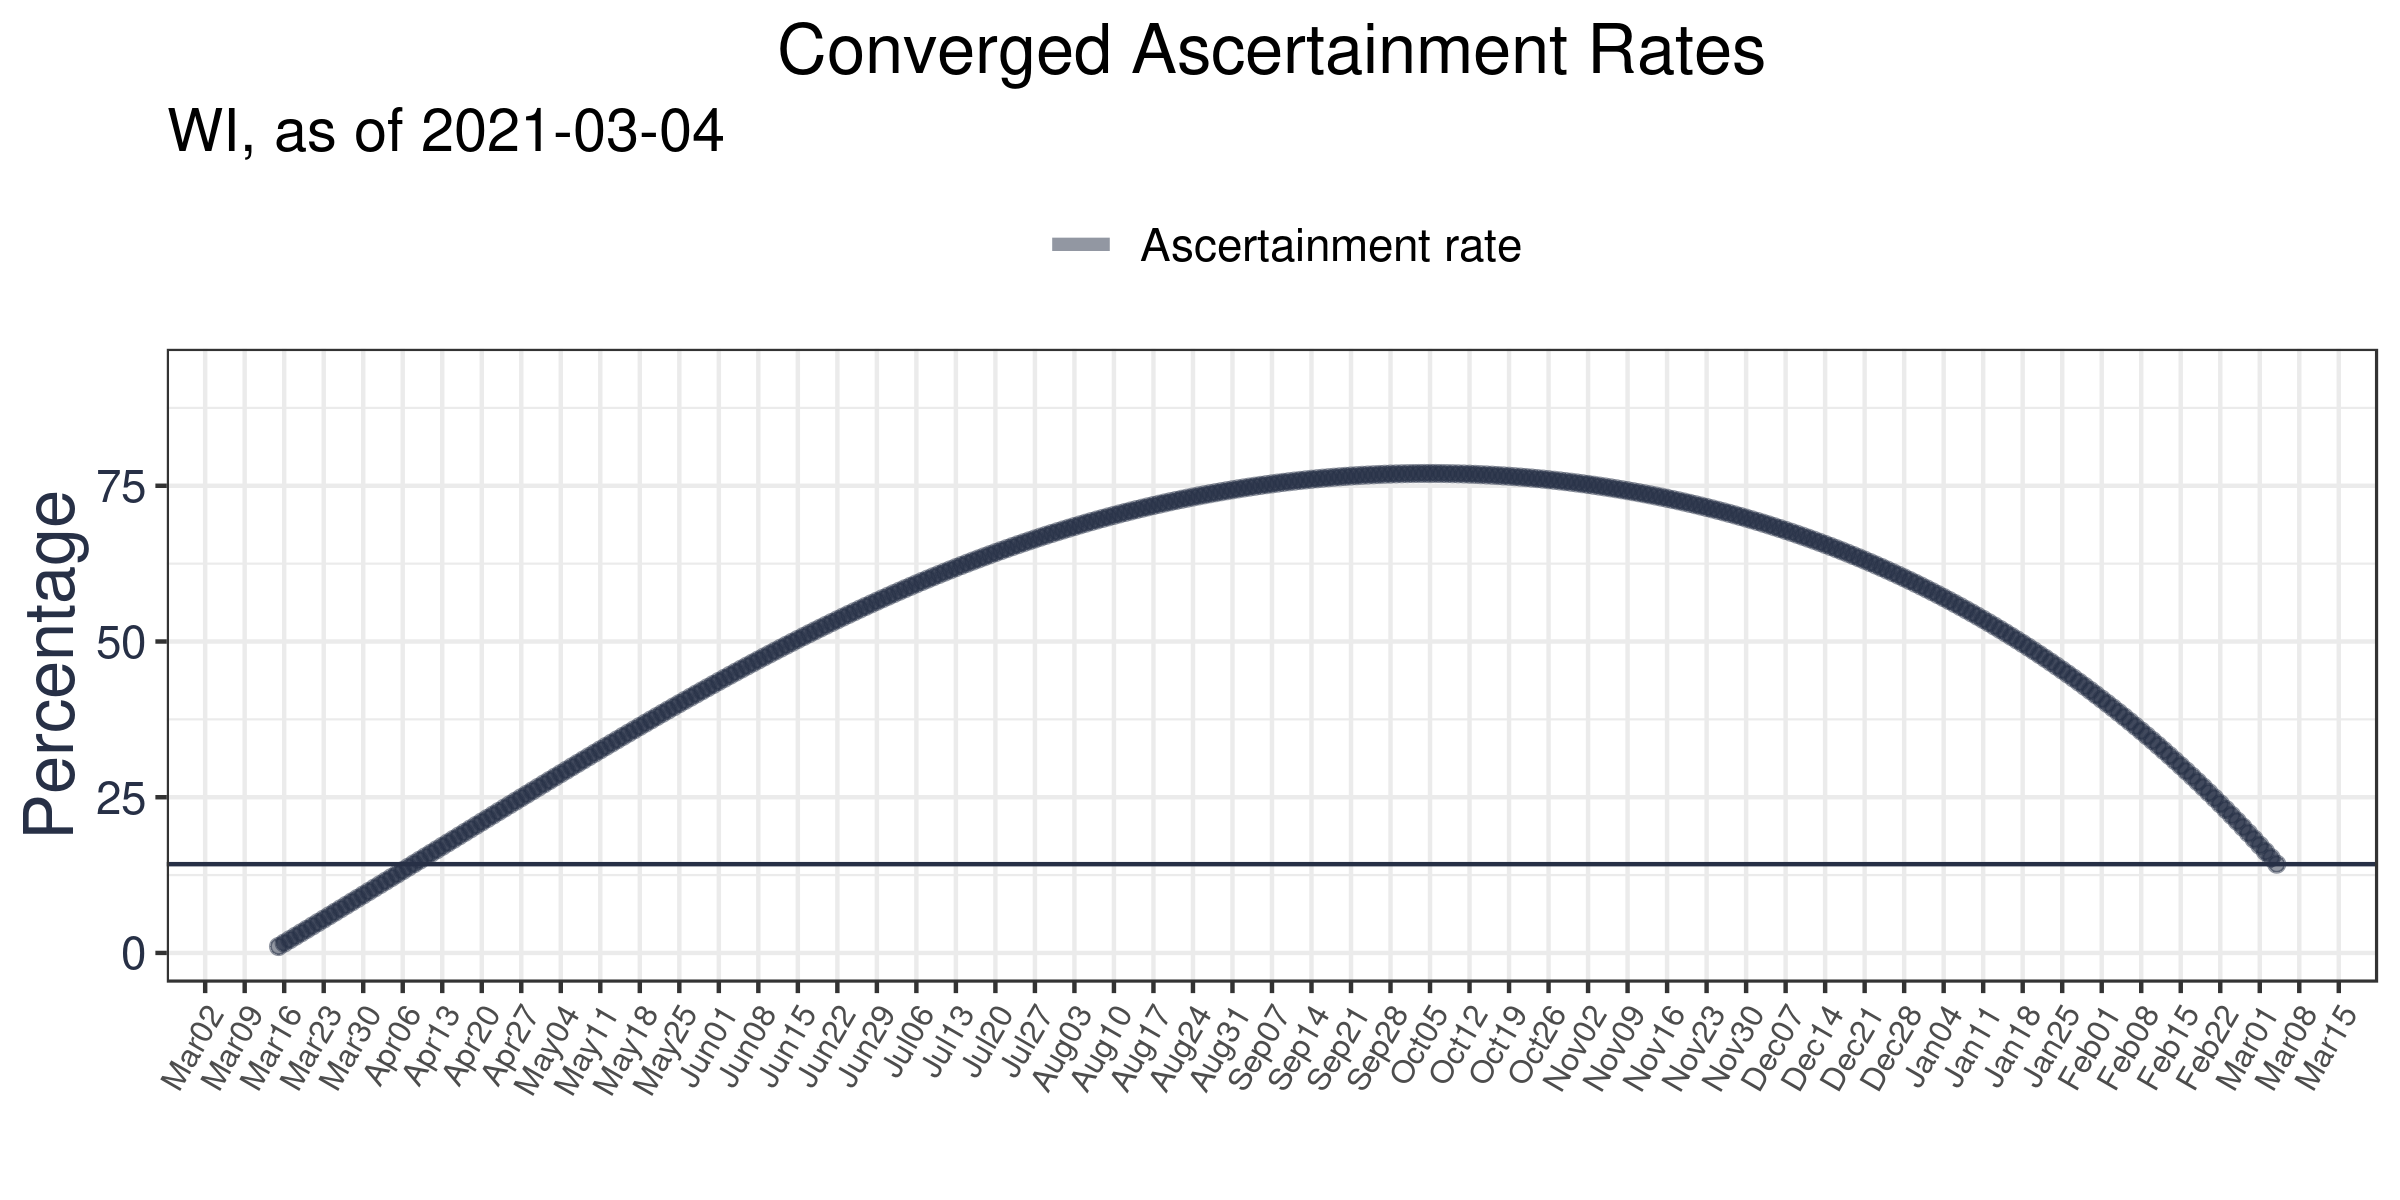 Converged Ascertainment Rates
WI, as of 2021-03-04
Ascertainment rate
Percentage
75
50
25
0
Mar02 Mar09 Mar16 Mar23 Mar30 Apr06 Apr13 Apr20 Apr27 May04 May11 May18 May25 Jun01 Jun08 Jun15 Jun22 Jun29 Jul06 Jul13 Jul20 Jul27 Aug03 Aug10 Aug17 Aug24 Aug31 Sep07 Sep14 Sep21 Sep28 Oct05 Oct12 Oct19 Oct26 Nov02 Nov09 Nov16 Nov23 Nov30 Dec07 Dec14 Dec21 Dec28 Jan04 Jan11 Jan18 Jan25 Feb01 Feb08 Feb15 Feb22 Mar01 Mar08 Mar15